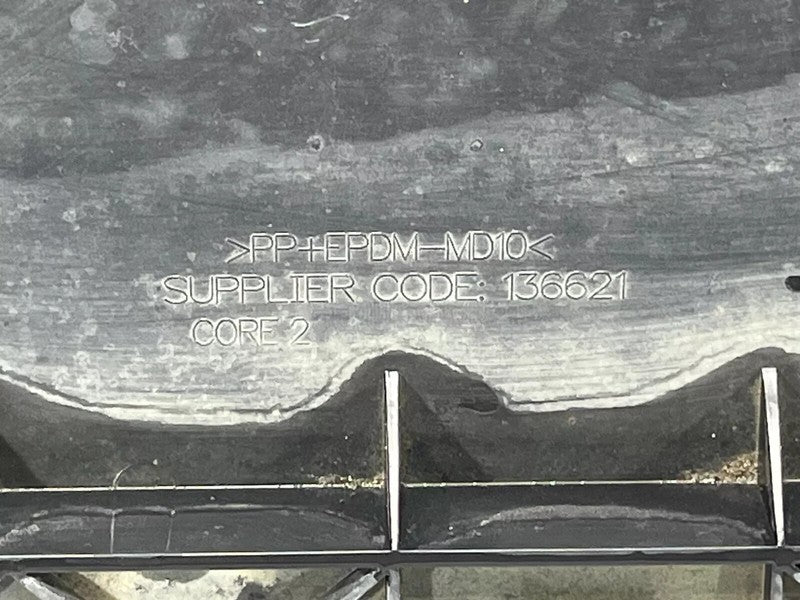 >PP+EPDM-MD10<
SUPPLIER CODE: 136621
CORE 2